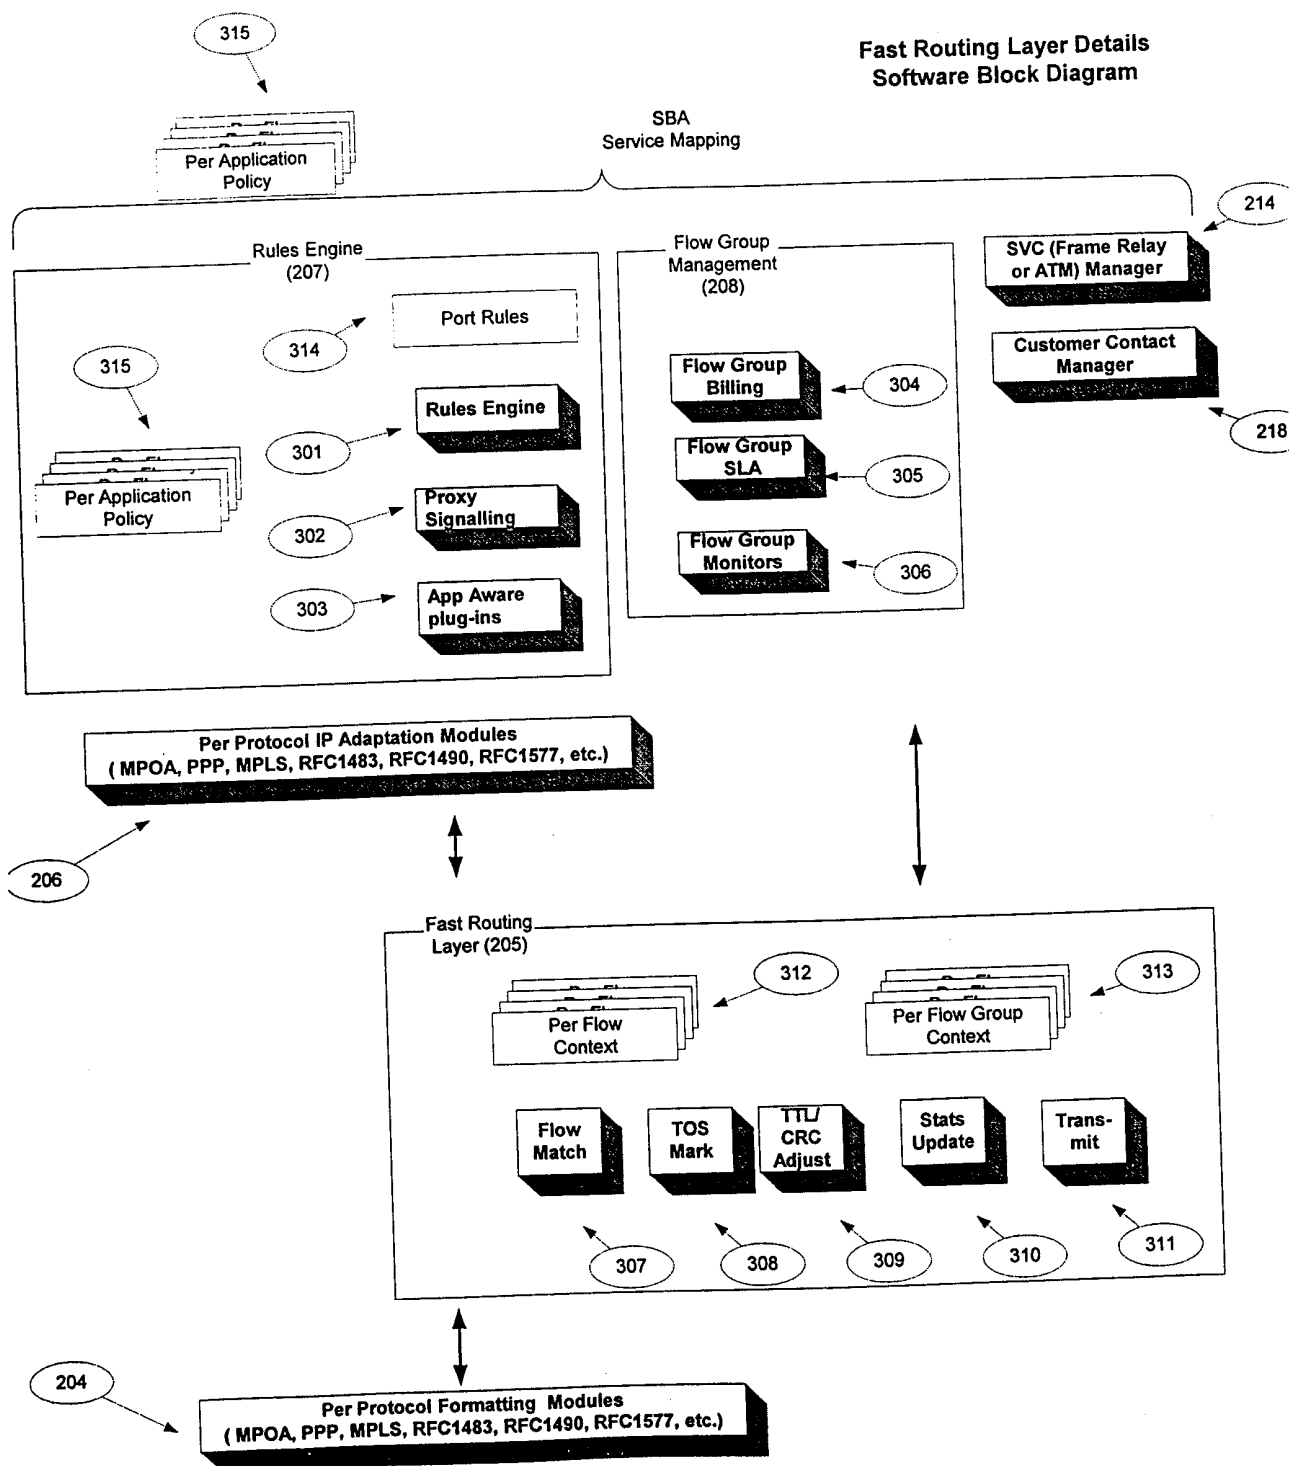 315
Fast Routing Layer Details
Software Block Diagram
SBA
Service Mapping
Per Application
Policy
214
Rules Engine
(207)
Flow Group
Management
(208)
SVC (Frame Relay
or ATM) Manager
314
Port Rules
315
Customer Contact
Manager
Flow Group
Billing
304
218
Rules Engine
301
Flow Group
SLA
305
Per Application
Policy
Proxy
Signalling
302
Flow Group
Monitors
306
App Aware
plug-ins
303
Per Protocol IP Adaptation Modules
( MPOA, PPP, MPLS, RFC1483, RFC1490, RFC1577, etc.)
206
Fast Routing
Layer (205)
312
313
Per Flow
Context
Per Flow Group
Context
Flow
Match
TOS
Mark
TTL/
CRC
Adjust
Stats
Update
Trans-
mit
307
308
309
310
311
204
Per Protocol Formatting Modules
( MPOA, PPP, MPLS, RFC1483, RFC1490, RFC1577, etc.)